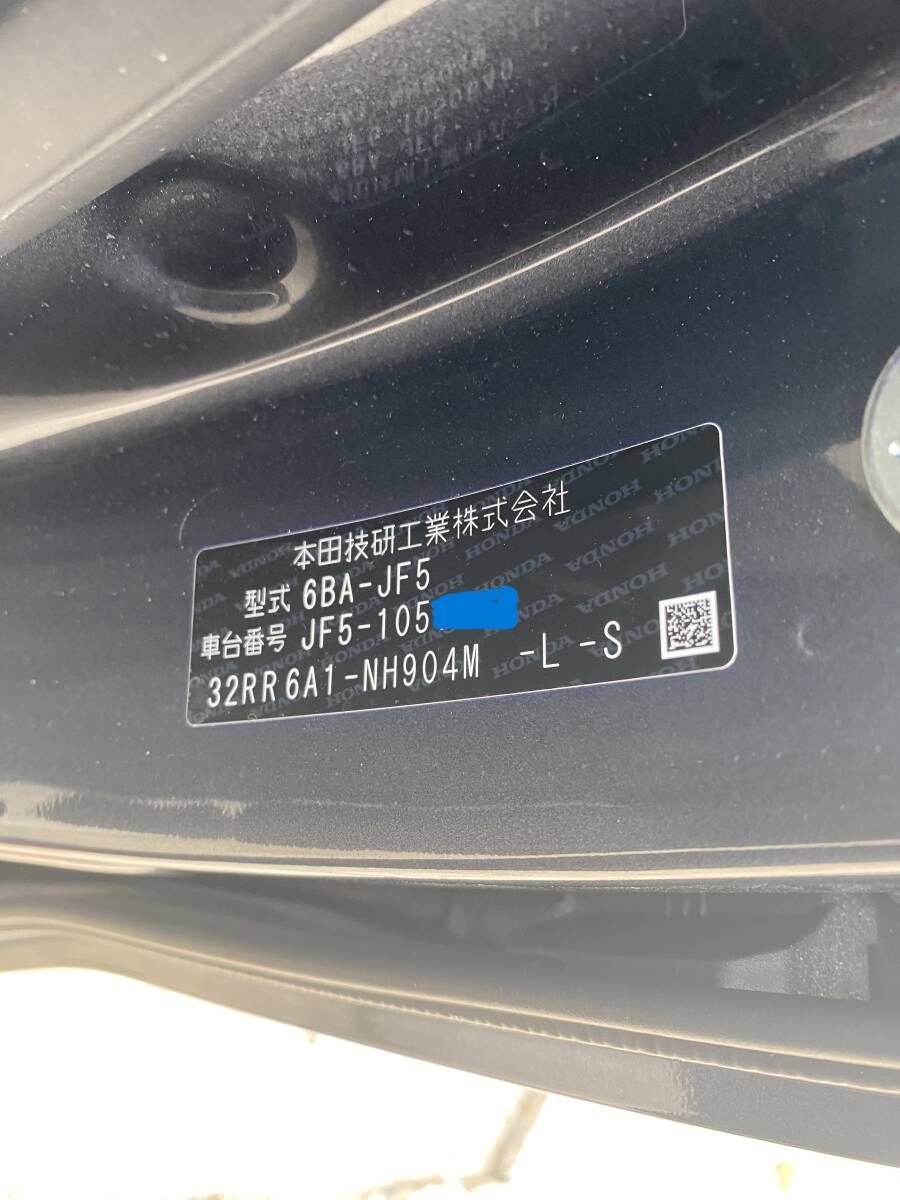 本田技研工業株式会社
型式 6BA-JF5
車台番号 JF5-105
32RR6A1-NH904M -L -S
HONDA